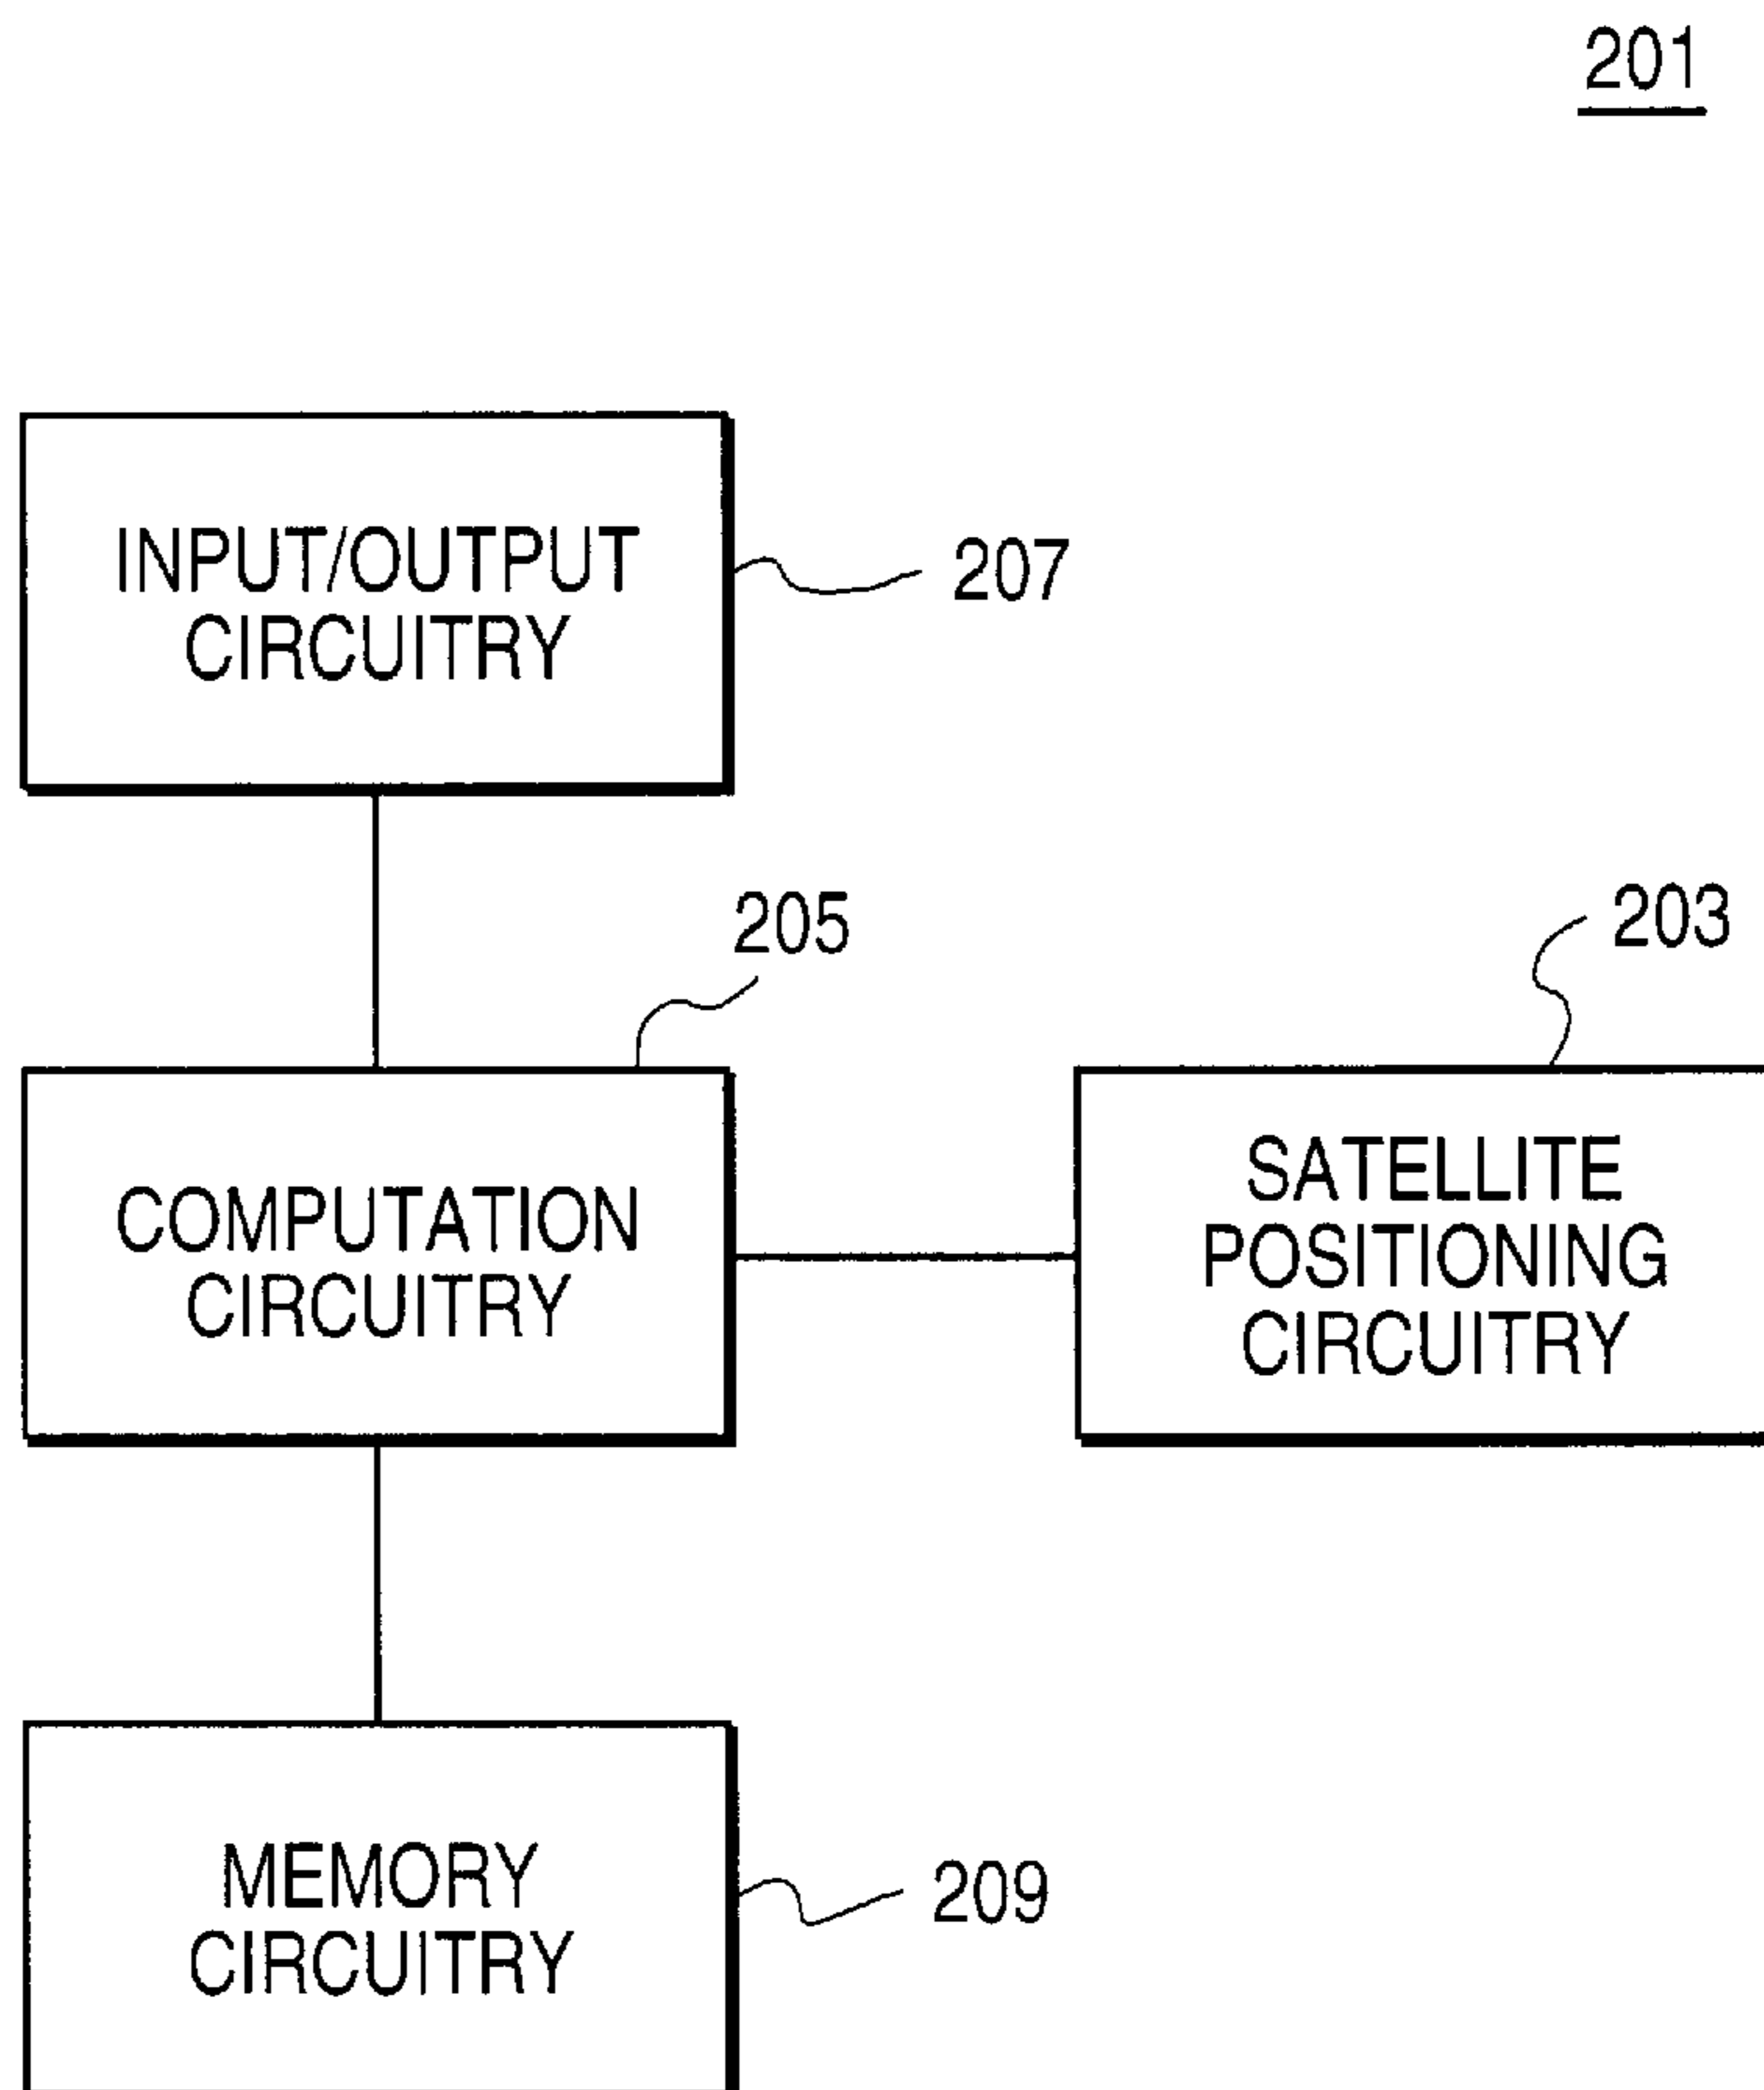 201
INPUT/OUTPUT
CIRCUITRY
207
205
203
COMPUTATION
CIRCUITRY
SATELLITE
POSITIONING
CIRCUITRY
MEMORY
CIRCUITRY
209